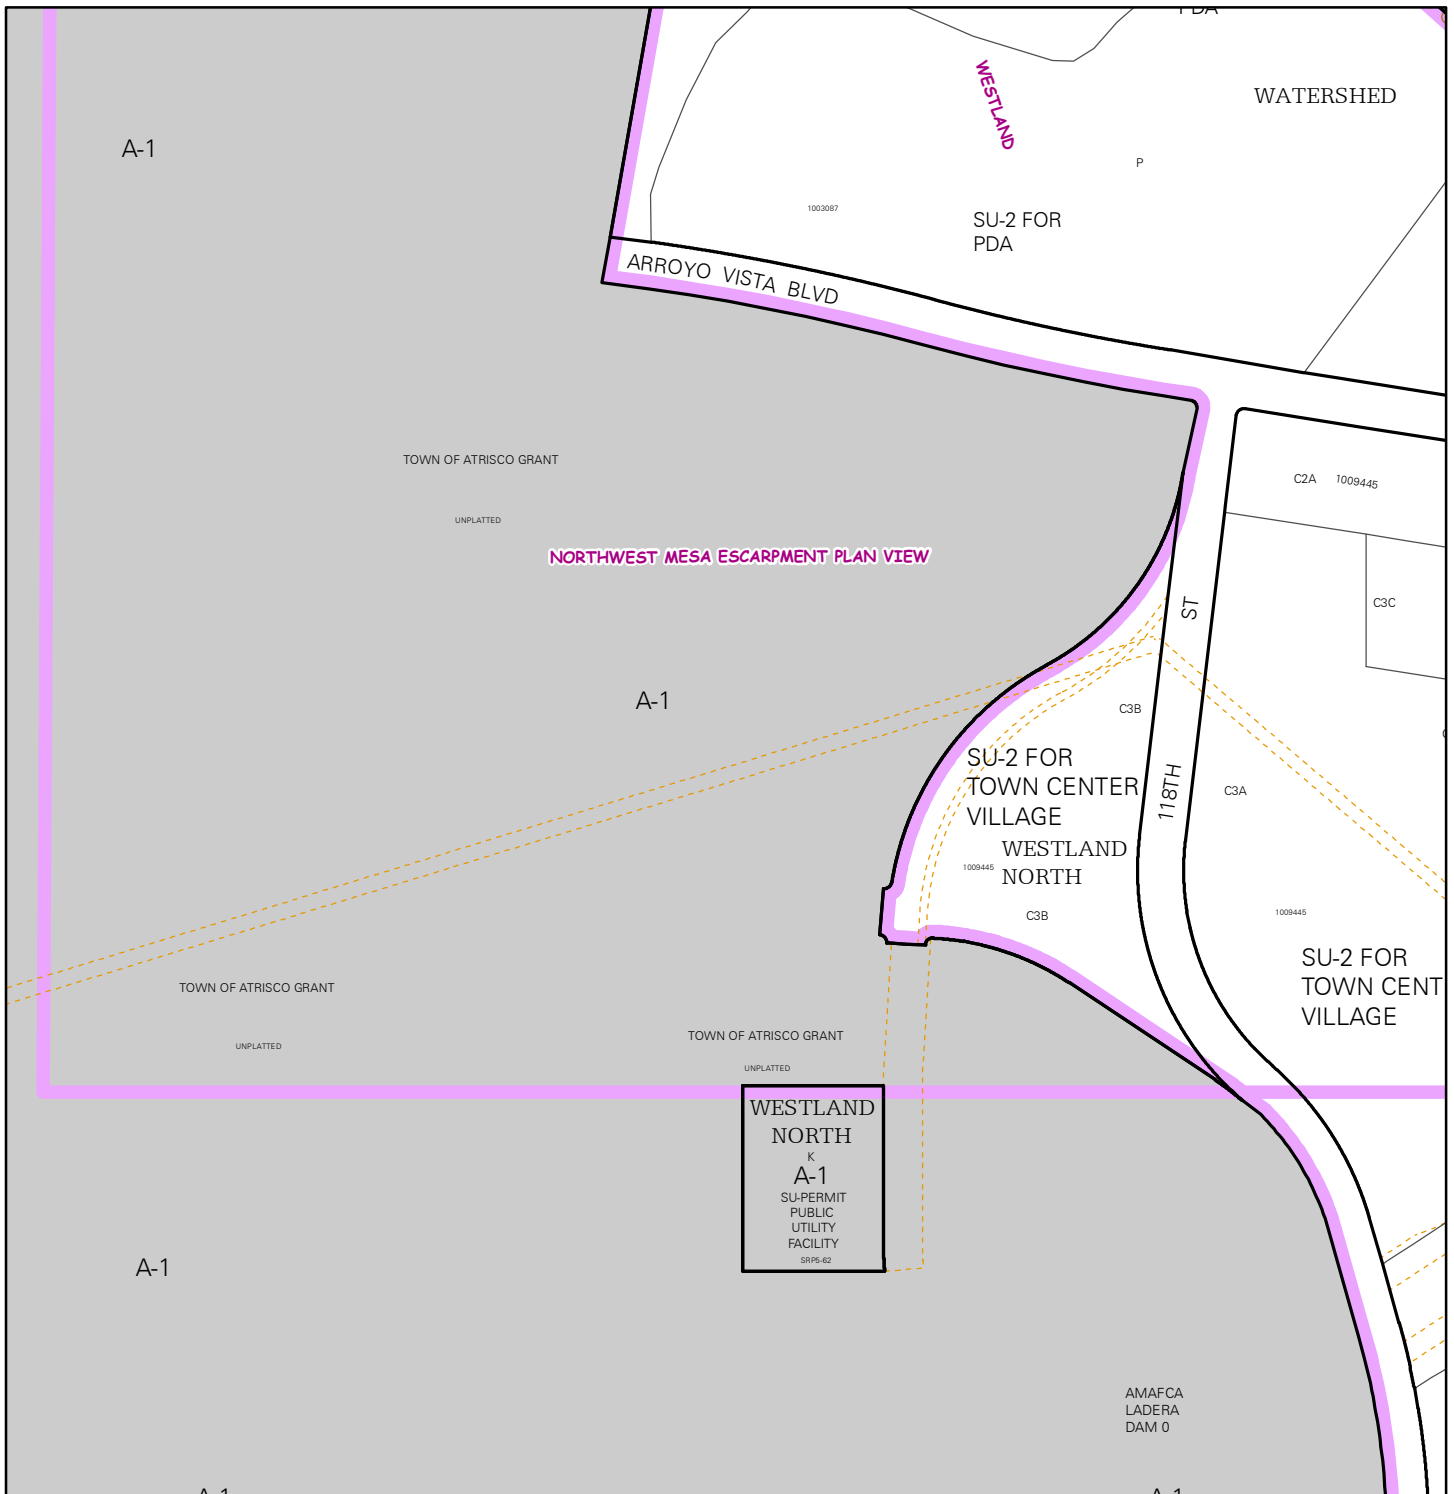 PDA
WESTLAND
WATERSHED
A-1
P
1003087
SU-2 FOR
PDA
ARROYO VISTA BLVD
TOWN OF ATRISCO GRANT
C2A
1009445
UNPLATTED
NORTHWEST MESA ESCARPMENT PLAN VIEW
ST
C3C
A-1
C3B
SU-2 FOR
TOWN CENTER
VILLAGE
118TH
C3A
WESTLAND
NORTH
1009445
C3B
1009445
SU-2 FOR
TOWN CENT
VILLAGE
TOWN OF ATRISCO GRANT
UNPLATTED
TOWN OF ATRISCO GRANT
UNPLATTED
WESTLAND
NORTH
K
A-1
SU-PERMIT
PUBLIC
UTILITY
FACILITY
SRP5-62
A-1
AMAFCA
LADERA
DAM 0
A-1
A-1